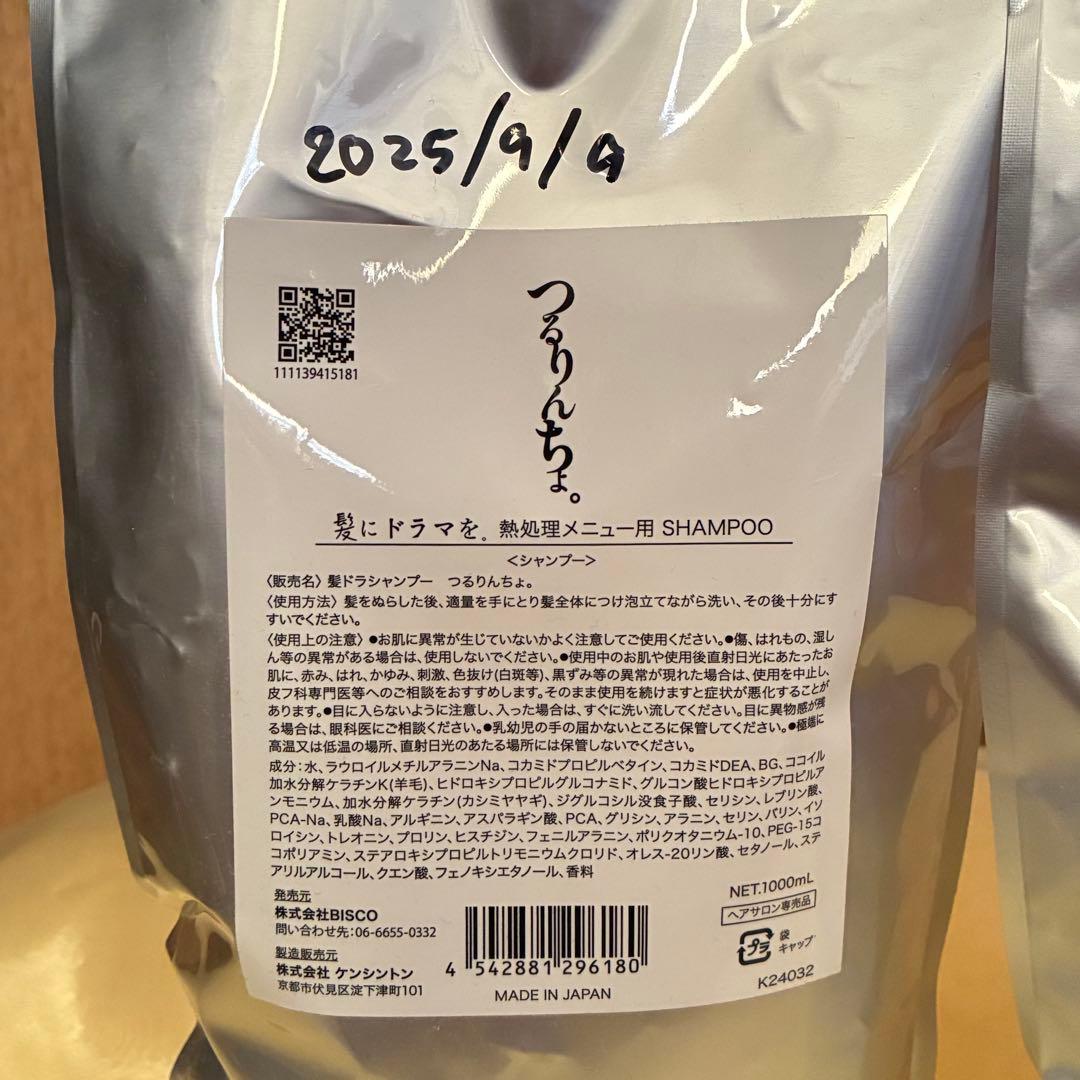 2025/9/9
111139415181
つるりんちょ。
髪にドラマを。熱処理メニュー用 SHAMPOO
<シャンプー>
〈販売名〉髪ドラシャンプー　つるりんちょ。
〈使用方法〉髪をぬらした後、適量を手にとり髪全体につけ泡立てながら洗い、その後十分にす
すいでください。
〈使用上の注意〉●お肌に異常が生じていないかよく注意してご使用ください。●傷、はれもの、湿し
ん等の異常がある場合は、使用しないでください。●使用中のお肌や使用後直射日光にあたったお
肌に、赤み、はれ、かゆみ、刺激、色抜け(白斑等)、黒ずみ等の異常が現れた場合は、使用を中止し、
皮フ科専門医等へのご相談をおすすめします。そのまま使用を続けますと症状が悪化することが
あります。●目に入らないように注意し、入った場合は、すぐに洗い流してください。目に異物感が残
る場合は、眼科医にご相談ください。●乳幼児の手の届かないところに保管してください。●極端に
高温又は低温の場所、直射日光のあたる場所には保管しないでください。
成分：水、ラウロイルメチルアラニンNa、コカミドプロピルベタイン、コカミドDEA、BG、ココイル
加水分解ケラチンK(羊毛)、ヒドロキシプロピルグルコナミド、グルコン酸ヒドロキシプロピルア
ンモニウム、加水分解ケラチン(カシミヤヤギ)、ジグルコシル没食子酸、セリシン、レブリン酸、
PCA-Na、乳酸Na、アルギニン、アスパラギン酸、PCA、グリシン、アラニン、セリン、バリン、イソ
ロイシン、トレオニン、プロリン、ヒスチジン、フェニルアラニン、ポリクオタニウム-10、PEG-15コ
コポリアミン、ステアロキシプロピルトリモニウムクロリド、オレス-20リン酸、セタノール、ステ
アリルアルコール、クエン酸、フェノキシエタノール、香料
発売元
株式会社BISCO
問い合わせ先：06-6655-0332
製造販売元
株式会社 ケンシントン
京都市伏見区淀下津町101
4 542881 296180
MADE IN JAPAN
NET.1000mL
ヘアサロン専売品
プラ
袋
キャップ
K24032